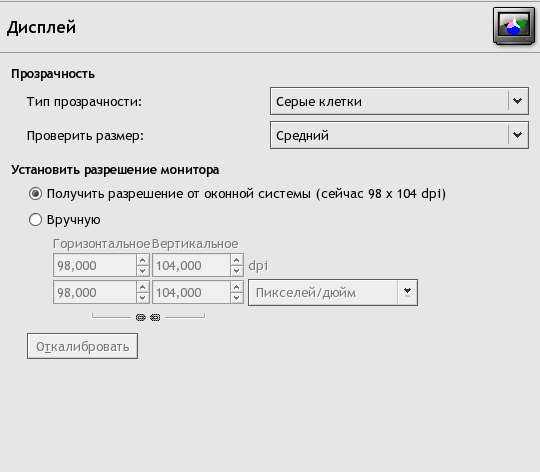 Дисплей
Прозрачность
Тип прозрачности: Серые клетки
Проверить размер: Средний
Установить разрешение монитора
Получить разрешение от оконной системы (сейчас 98 x 104 dpi)
Вручную
Горизонтальное Вертикальное
98,000 104,000 dpi
98,000 104,000 Пикселей/дюйм
Откалибровать